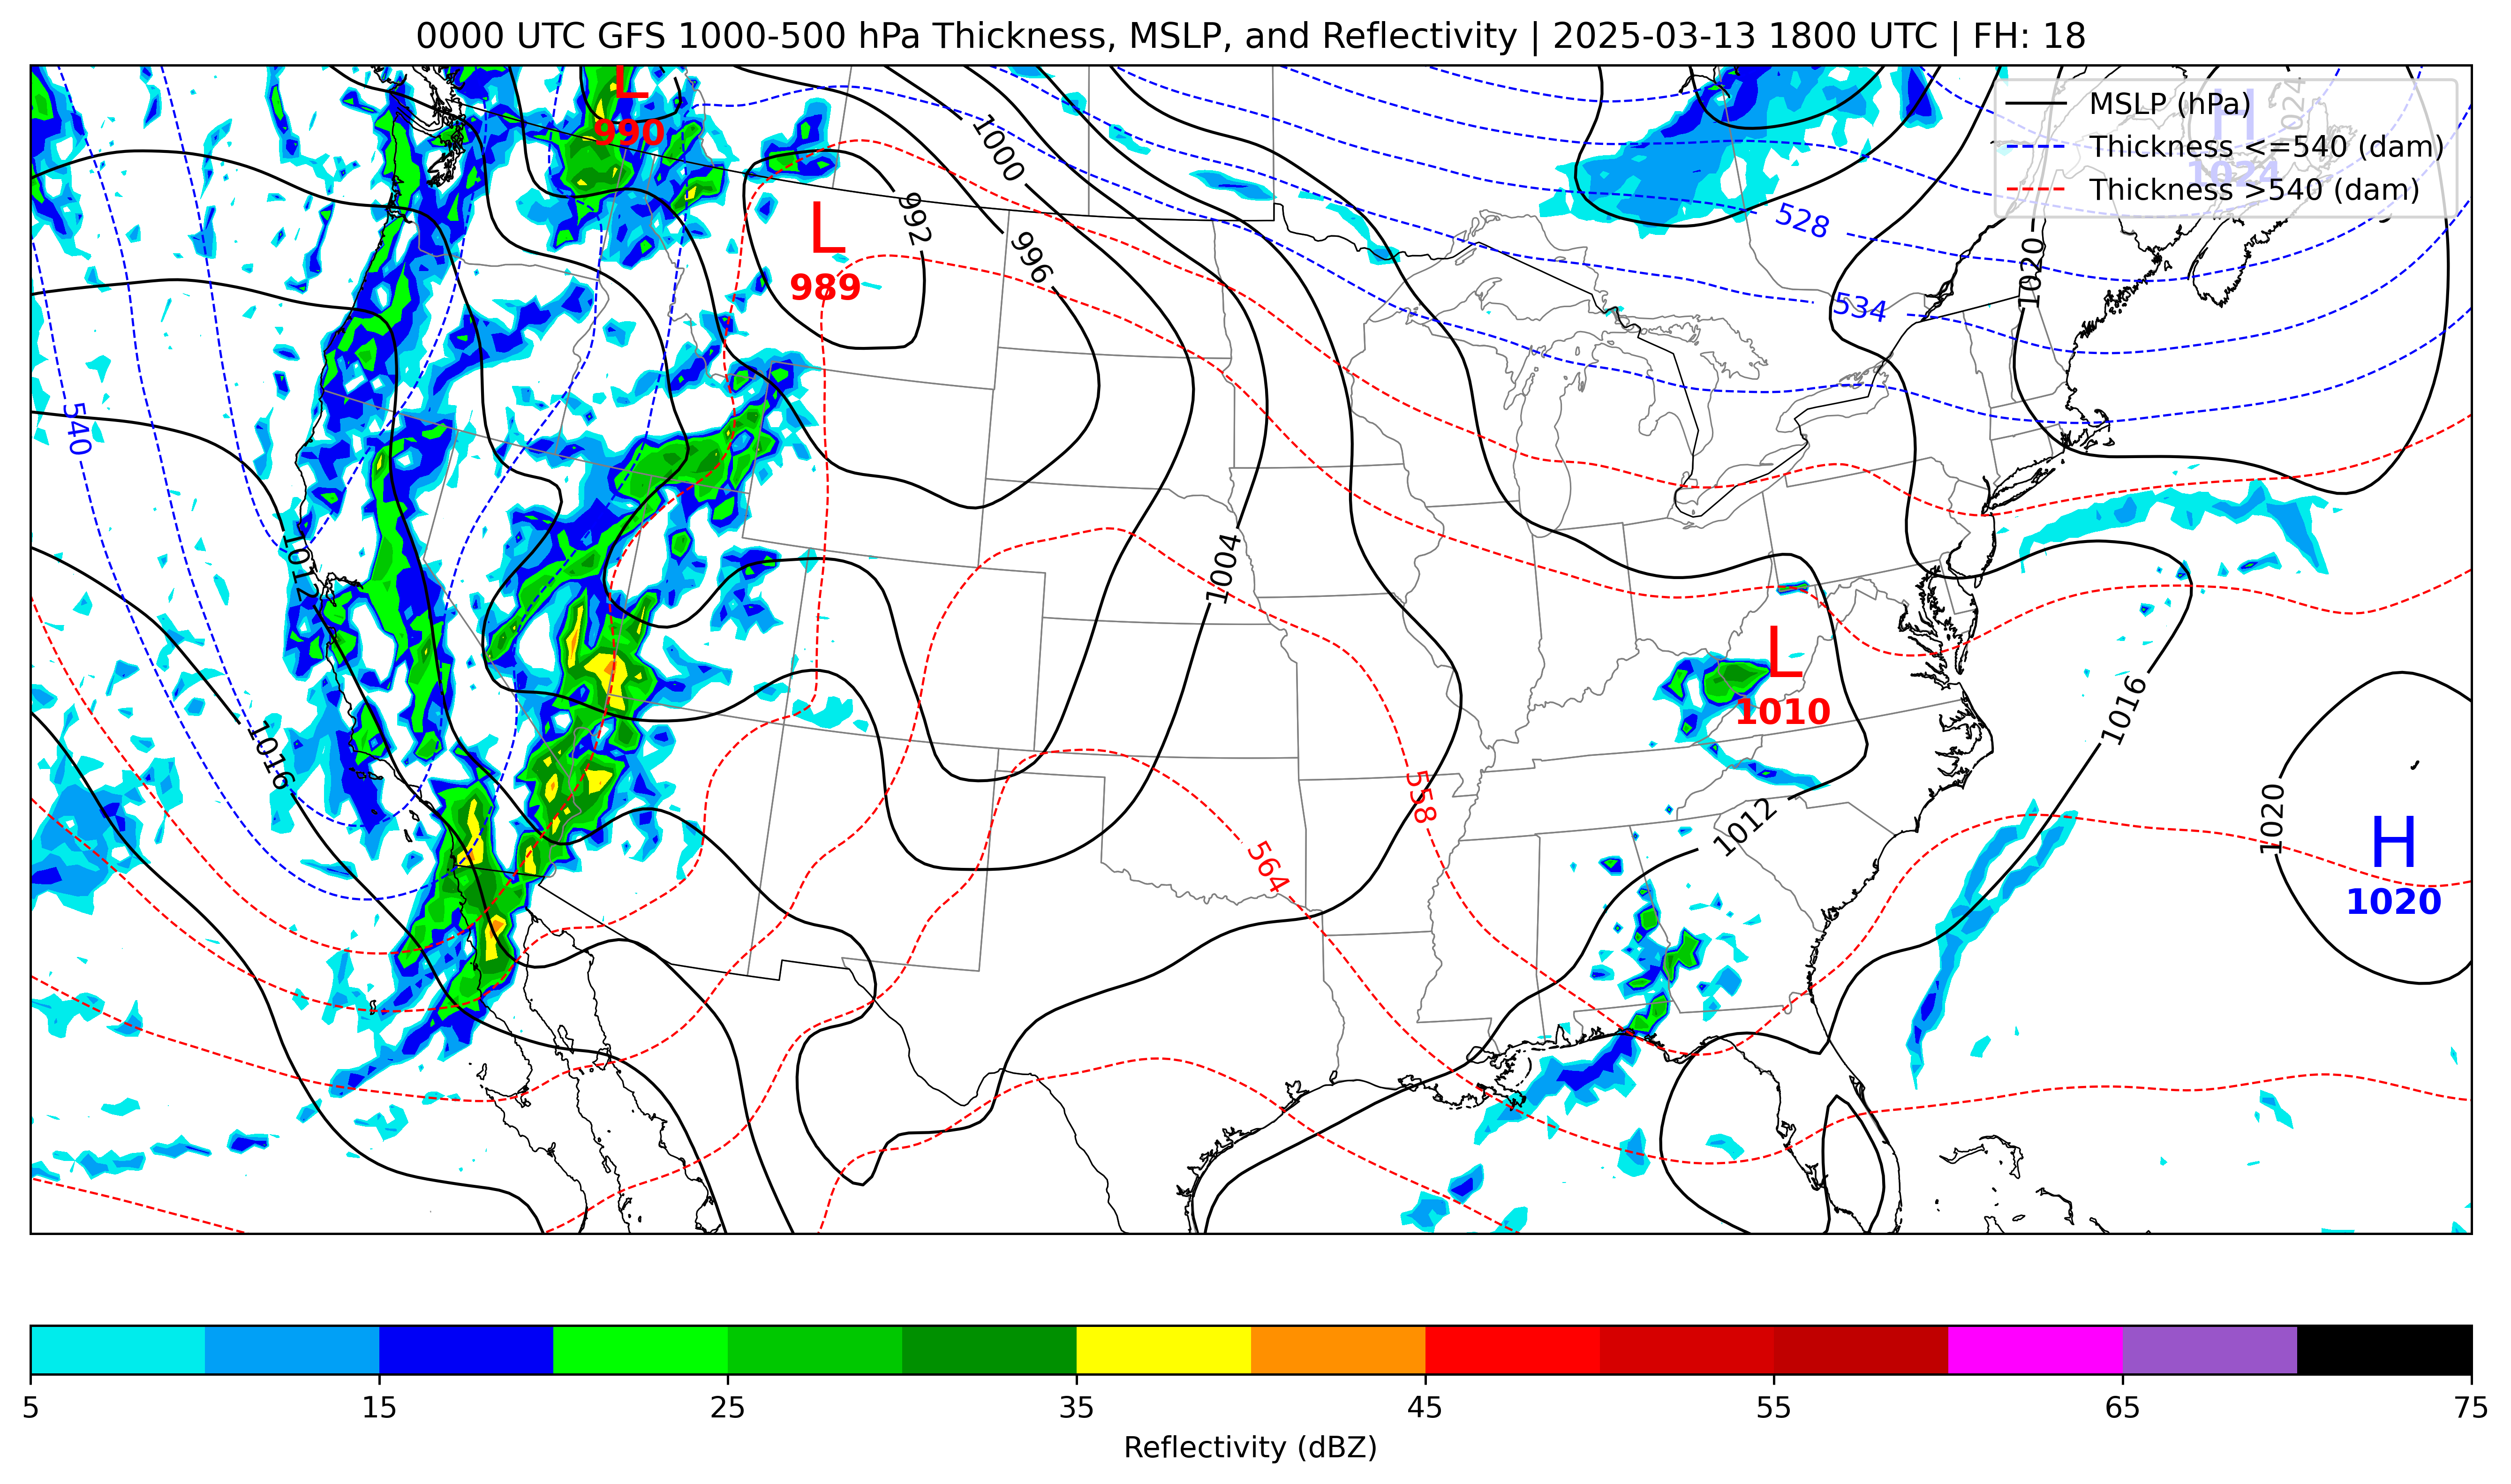 0000 UTC GFS 1000-500 hPa Thickness, MSLP, and Reflectivity | 2025-03-13 1800 UTC | FH: 18
MSLP (hPa)
Thickness <=540 (dam)
Thickness >540 (dam)
H
1024
1024
L
990
L
989
992
996
1000
1004
528
534
1020
540
1012
1016
L
1010
1012
1016
1020
H
1020
558
564
5
15
25
35
45
55
65
75
Reflectivity (dBZ)